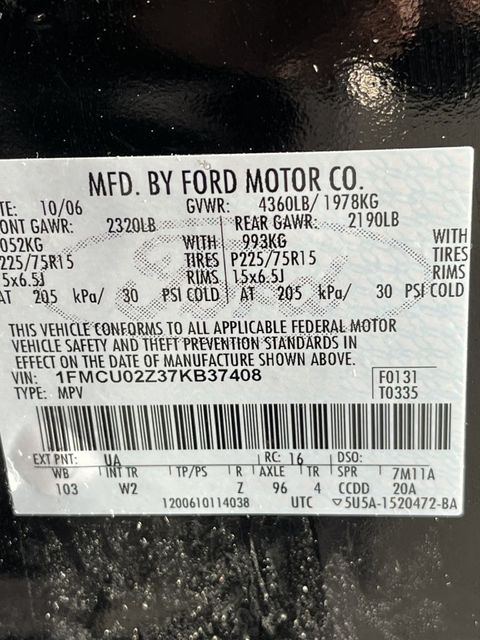 MFD. BY FORD MOTOR CO.
TE: 10/06 GVWR: 4360LB/ 1978KG
ONT GAWR: 2320LB REAR GAWR: 2190LB
052KG WITH 993KG WITH
225/75R15 TIRES P225/75R15 TIRES
5x6.5J RIMS 15x6.5J RIMS
AT 205 kPa/ 30 PSI COLD AT 205 kPa/ 30 PSI COLD
Ford
THIS VEHICLE CONFORMS TO ALL APPLICABLE FEDERAL MOTOR
VEHICLE SAFETY AND THEFT PREVENTION STANDARDS IN
EFFECT ON THE DATE OF MANUFACTURE SHOWN ABOVE.
VIN: 1FMCU02Z37KB37408 F0131
TYPE: MPV T0335
EXT PNT: UA RC: 16 DSO:
WB INT TR TP/PS R AXLE TR SPR 7M11A
103 W2 Z 96 4 CCDD 20A
1200610114038 UTC ▽5U5A-1520472-BA